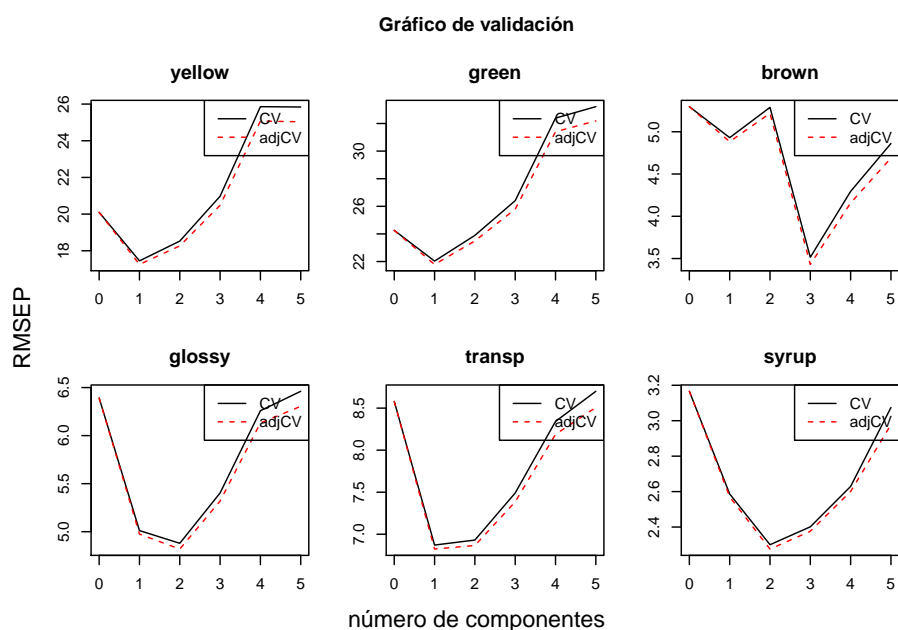 Gráfico de validación
yellow
green
brown
18
20
22
24
26
CV
adjCV
0 1 2 3 4 5
22
26
30
CV
adjCV
0 1 2 3 4 5
3.5
4.0
4.5
5.0
CV
adjCV
0 1 2 3 4 5
RMSEP
glossy
transp
syrup
5.0
5.5
6.0
6.5
CV
adjCV
0 1 2 3 4 5
7.0
7.5
8.0
8.5
CV
adjCV
0 1 2 3 4 5
2.4
2.6
2.8
3.0
3.2
CV
adjCV
0 1 2 3 4 5
número de componentes